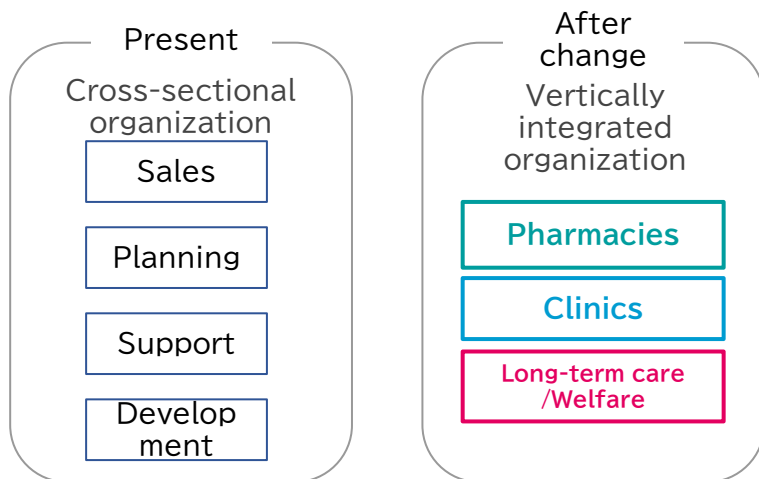 Present
Cross-sectional
organization
Sales
Planning
Support
Develop
ment
After
change
Vertically
integrated
organization
Pharmacies
Clinics
Long-term care
/Welfare